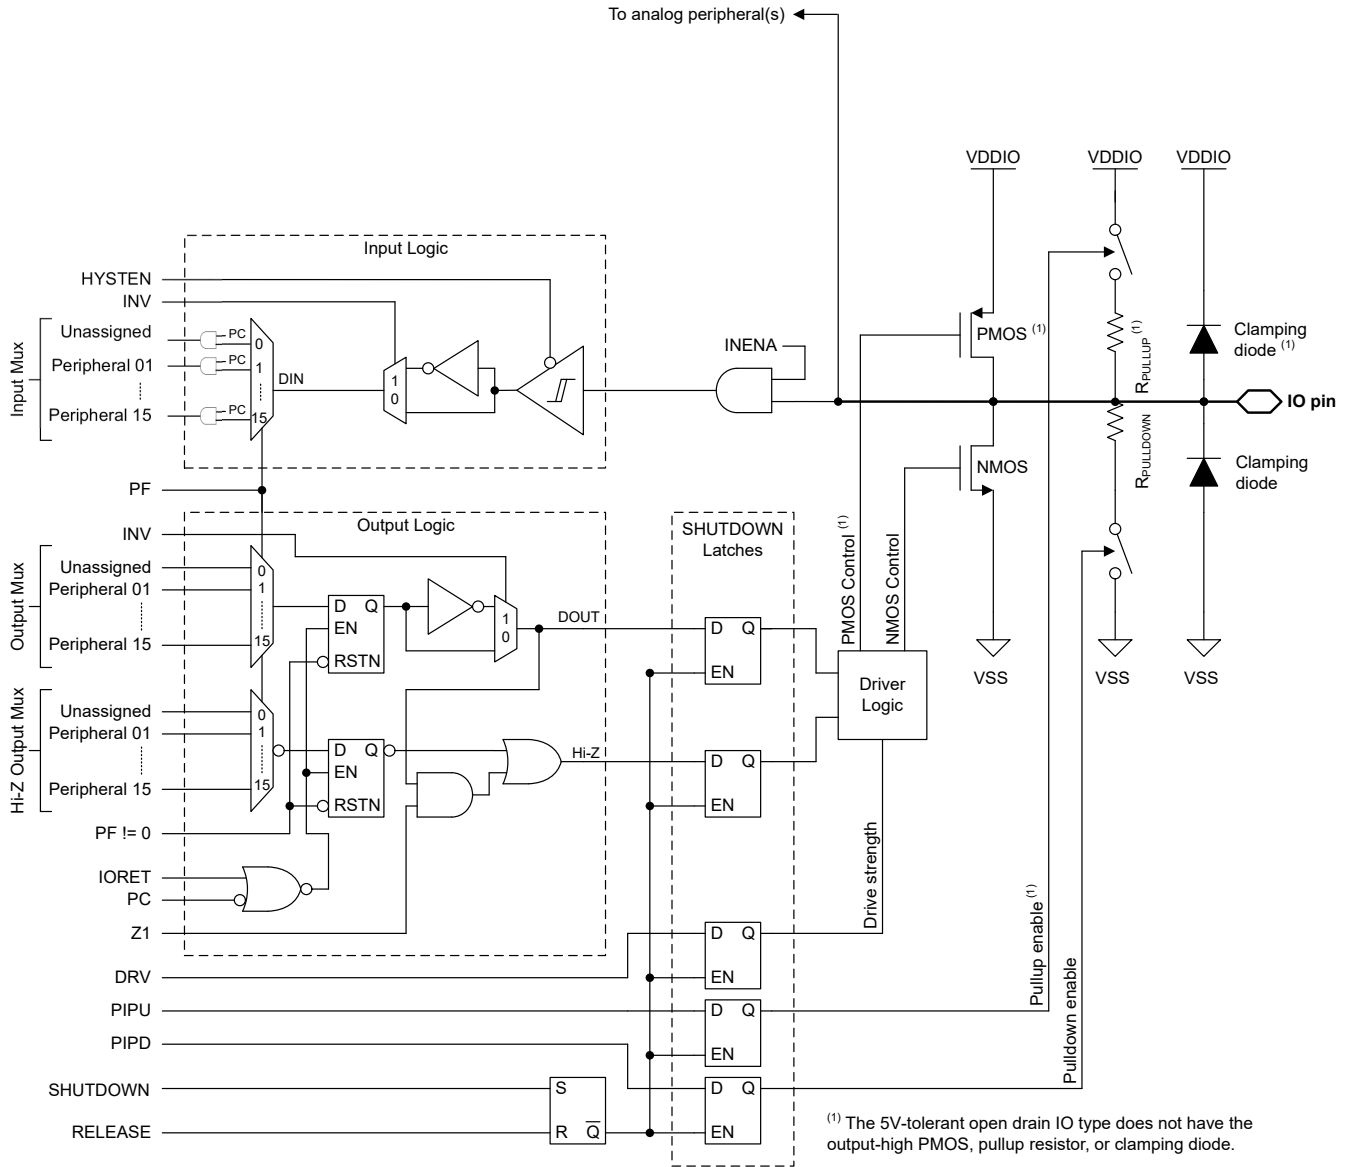 To analog peripheral(s)
VDDIO
VDDIO
VDDIO
Input Logic
HYSTEN
INV
Input Mux
Unassigned
Peripheral 01
Peripheral 15
PC
PC
PC
0
1
15
DIN
1
0
INENA
PMOS (1)
RPULLUP (1)
Clamping
diode (1)
IO pin
RPULLDOWN
NMOS
Clamping
diode
PF
Output Logic
INV
Output Mux
Unassigned
Peripheral 01
Peripheral 15
0
1
15
D Q
EN
RSTN
1
0
DOUT
SHUTDOWN
Latches
D Q
EN
PMOS Control (1)
NMOS Control
Driver
Logic
VSS
VSS
VSS
Hi-Z Output Mux
Unassigned
Peripheral 01
Peripheral 15
0
1
15
D Q
EN
RSTN
Hi-Z
D Q
EN
PF != 0
IORET
PC
Z1
Drive strength
D Q
EN
DRV
PIPU
D Q
EN
Pullup enable (1)
PIPD
Pulldown enable
D Q
EN
SHUTDOWN
RELEASE
S
R Q̅
(1) The 5V-tolerant open drain IO type does not have the
output-high PMOS, pullup resistor, or clamping diode.